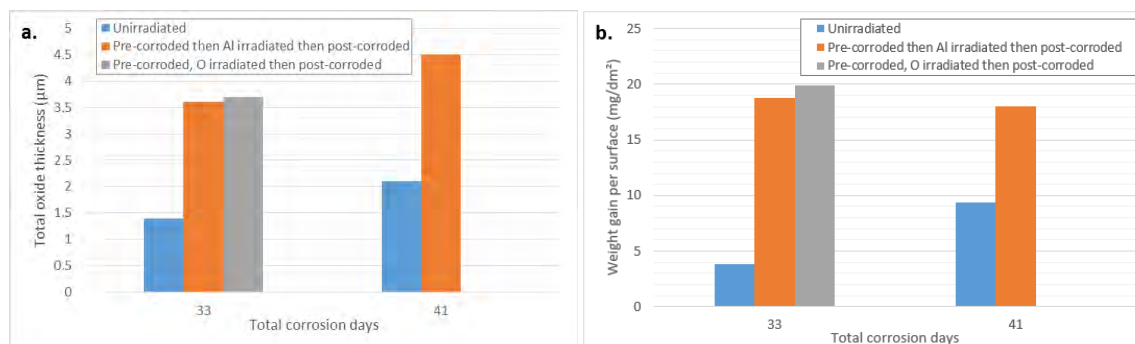 a.
Unirradiated
Pre-corroded then Al irradiated then post-corroded
Pre-corroded, O irradiated then post-corroded
Total oxide thickness (µm)
5
4.5
4
3.5
3
2.5
2
1.5
1
0.5
0
33
41
Total corrosion days
b.
Unirradiated
Pre-corroded then Al irradiated then post-corroded
Pre-corroded, O irradiated then post-corroded
Weight gain per surface (mg/dm²)
25
20
15
10
5
0
33
41
Total corrosion days